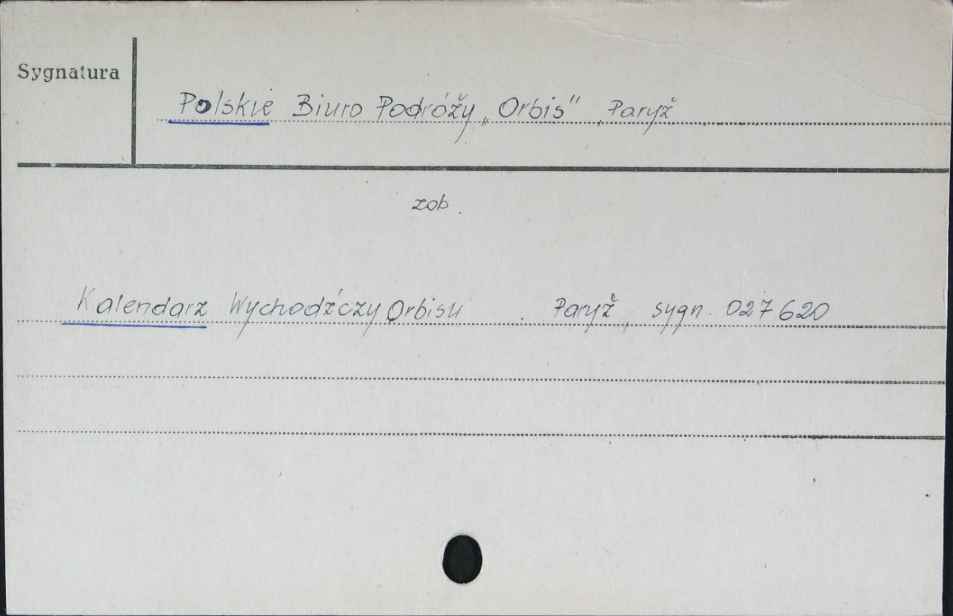 Sygnatura
Polskie Biuro Podróży „Orbis" Paryż
zob.
Kalendarz Wychodźczy Orbisu . Paryż, sygn. 027620